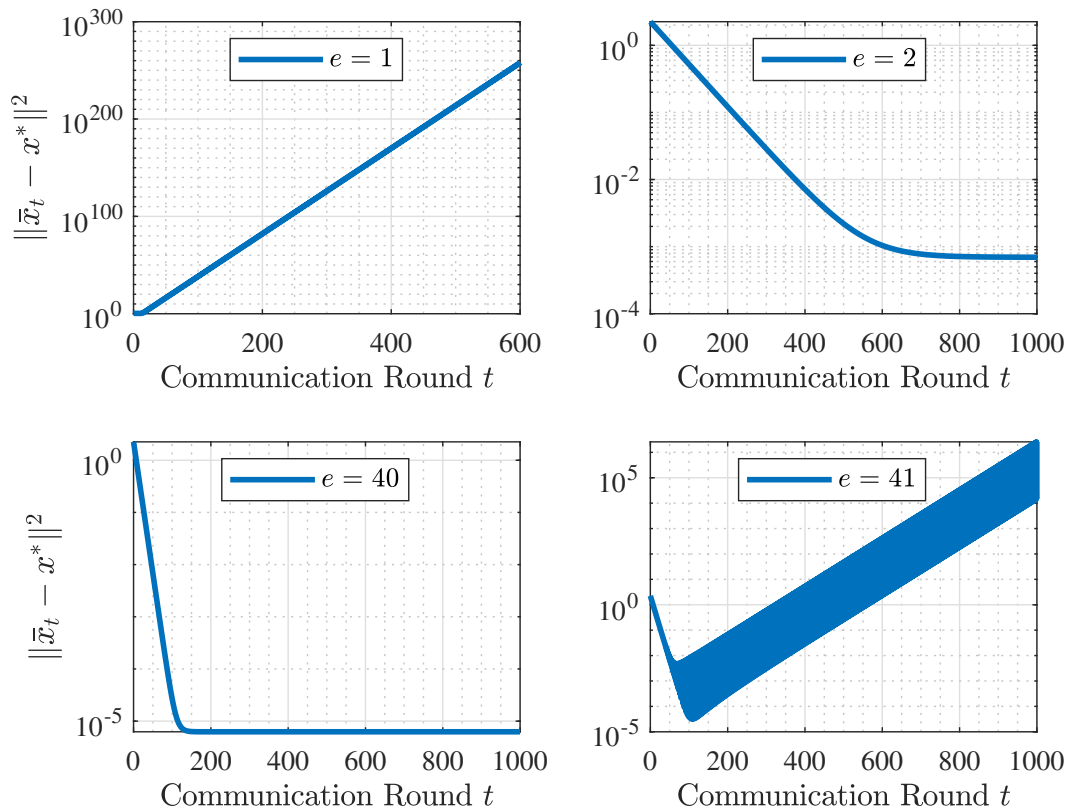 10^300
10^200
10^100
10^0
e = 1
‖x̄_t − x*‖²
0 200 400 600
Communication Round t
10^0
10^-2
10^-4
e = 2
0 200 400 600 800 1000
Communication Round t
10^0
10^-5
e = 40
‖x̄_t − x*‖²
0 200 400 600 800 1000
Communication Round t
10^5
10^0
10^-5
e = 41
0 200 400 600 800 1000
Communication Round t